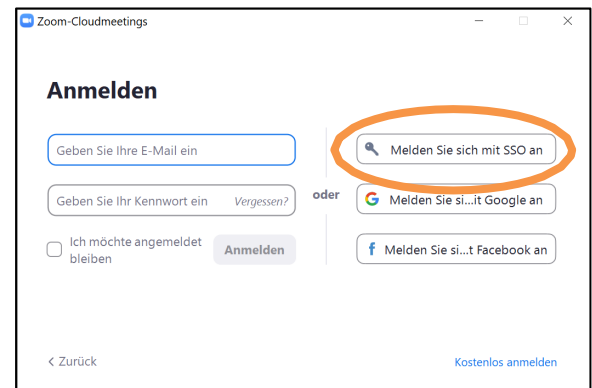 Zoom-Cloudmeetings
Anmelden
Geben Sie Ihre E-Mail ein
Geben Sie Ihr Kennwort ein Vergessen?
Ich möchte angemeldet
bleiben
Anmelden
oder
Melden Sie sich mit SSO an
Melden Sie si...it Google an
Melden Sie si...t Facebook an
< Zurück
Kostenlos anmelden